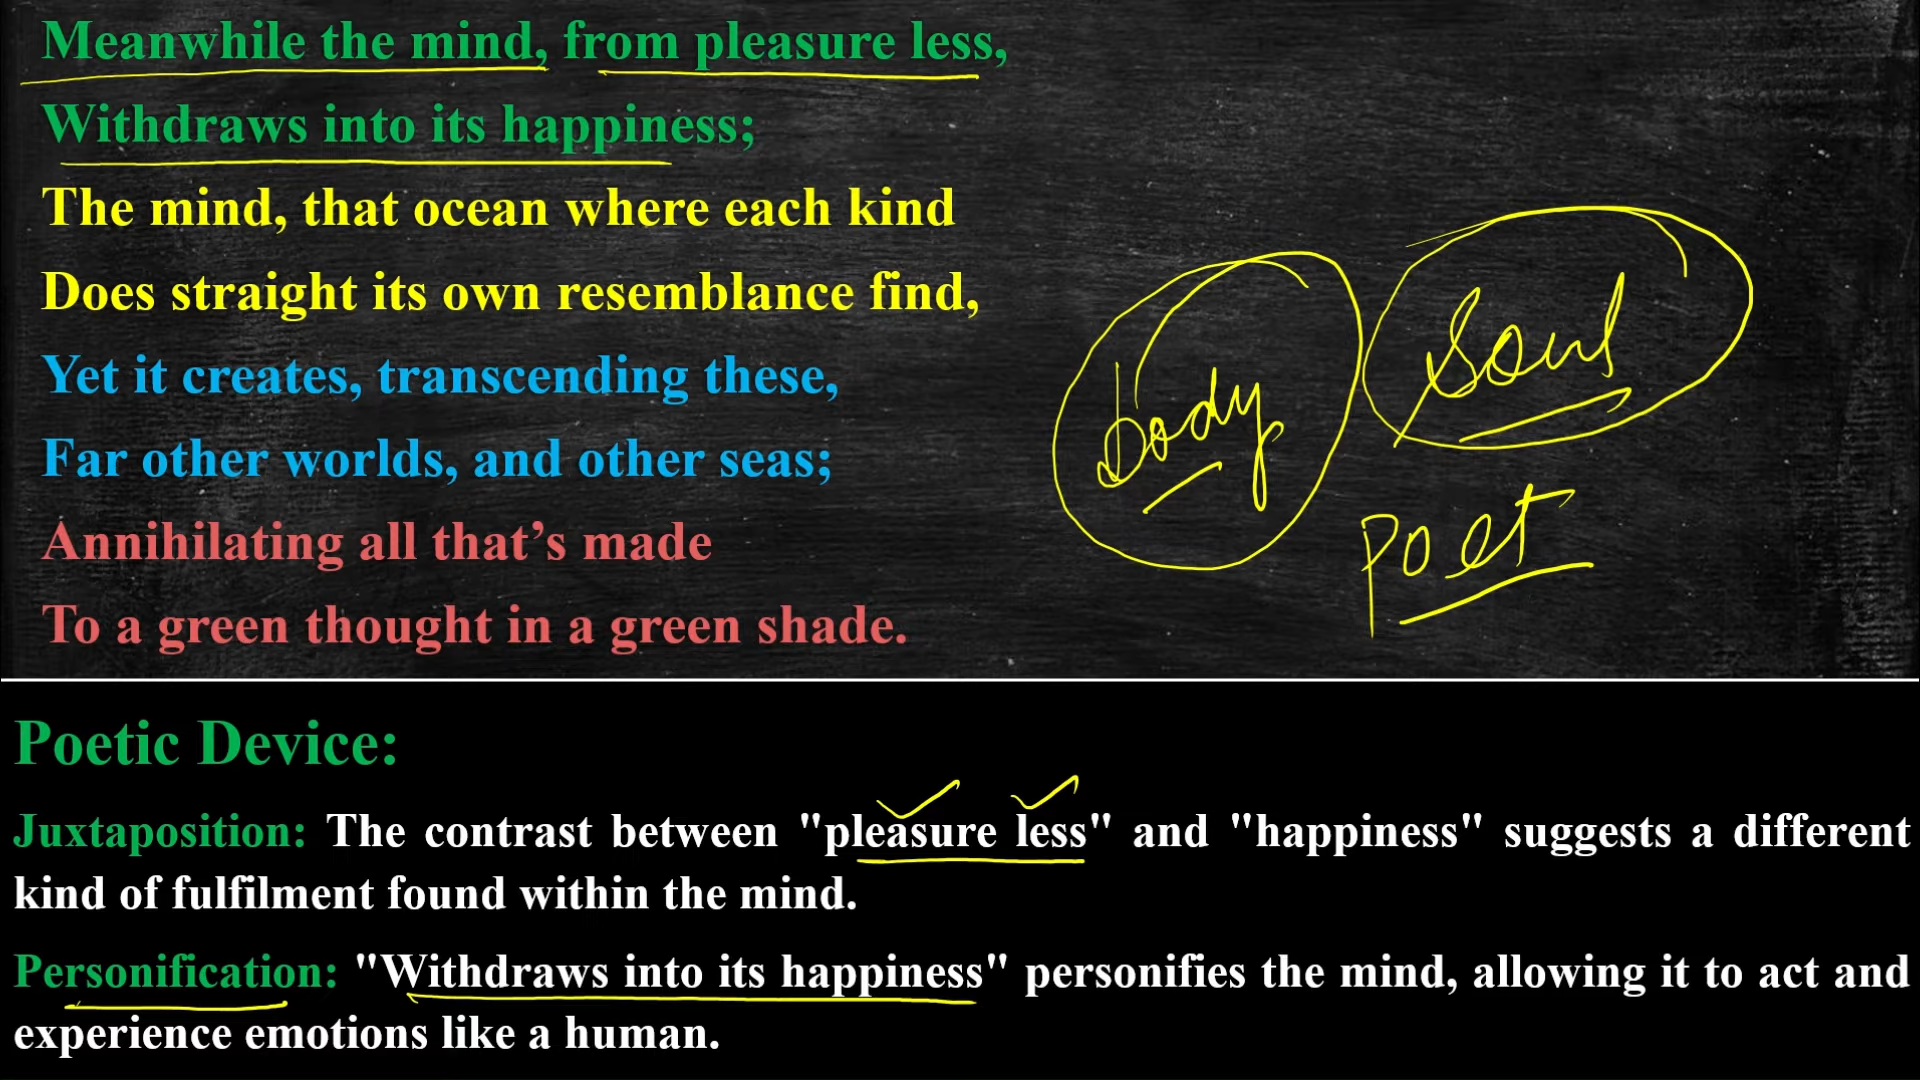 Meanwhile the mind, from pleasure less,
Withdraws into its happiness;
The mind, that ocean where each kind
Does straight its own resemblance find,
Yet it creates, transcending these,
Far other worlds, and other seas;
Annihilating all that’s made
To a green thought in a green shade.
body
Soul
Poet
Poetic Device:
Juxtaposition: The contrast between "pleasure less" and "happiness" suggests a different
kind of fulfilment found within the mind.
Personification: "Withdraws into its happiness" personifies the mind, allowing it to act and
experience emotions like a human.